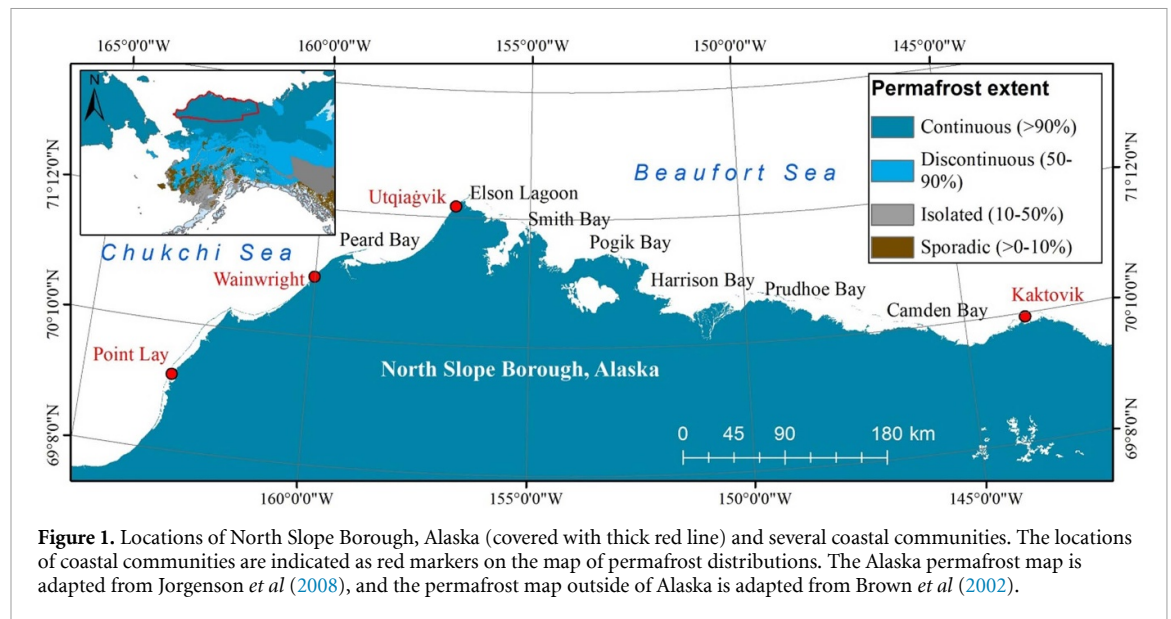 165°0'0"W 160°0'0"W 155°0'0"W 150°0'0"W 145°0'0"W
N
Permafrost extent
Continuous (>90%)
Discontinuous (50-
90%)
Isolated (10-50%)
Sporadic (>0-10%)
71°12'0"N
71°12'0"N
Beaufort Sea
Utqiaġvik
Elson Lagoon
Smith Bay
Chukchi Sea
Peard Bay
Pogik Bay
Wainwright
Harrison Bay
Prudhoe Bay
Camden Bay
Kaktovik
70°10'0"N
70°10'0"N
Point Lay
North Slope Borough, Alaska
69°8'0"N
69°8'0"N
0 45 90 180 km
160°0'0"W 155°0'0"W 150°0'0"W 145°0'0"W
Figure 1. Locations of North Slope Borough, Alaska (covered with thick red line) and several coastal communities. The locations
of coastal communities are indicated as red markers on the map of permafrost distributions. The Alaska permafrost map is
adapted from Jorgenson et al (2008), and the permafrost map outside of Alaska is adapted from Brown et al (2002).